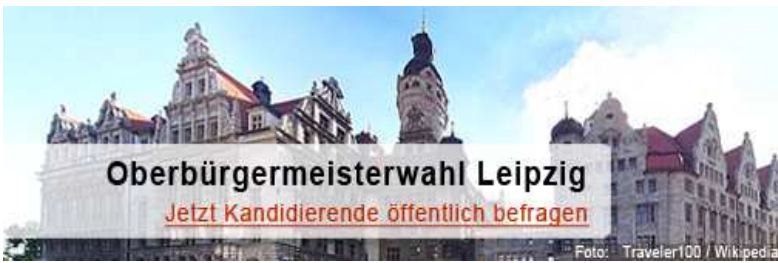 Oberbürgermeisterwahl Leipzig
Jetzt Kandidierende öffentlich befragen
Foto: Traveler100 / Wikipedia